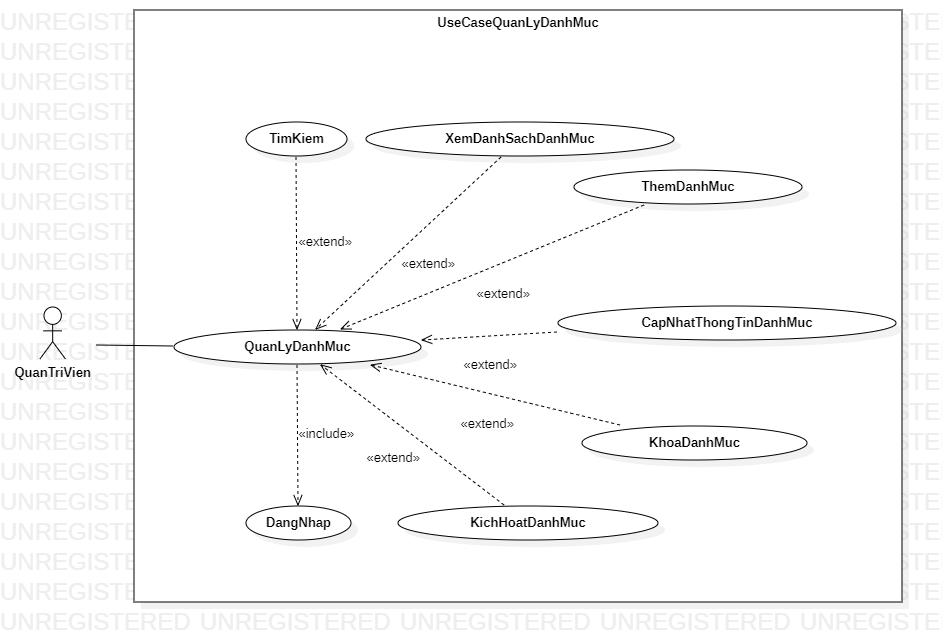 UseCaseQuanLyDanhMuc
TimKiem
XemDanhSachDanhMuc
ThemDanhMuc
«extend»
«extend»
«extend»
CapNhatThongTinDanhMuc
QuanLyDanhMuc
QuanTriVien
«extend»
«extend»
«include»
KhoaDanhMuc
«extend»
DangNhap
KichHoatDanhMuc
UNREGISTERED UNREGISTERED UNREGISTERED UNREGISTERED